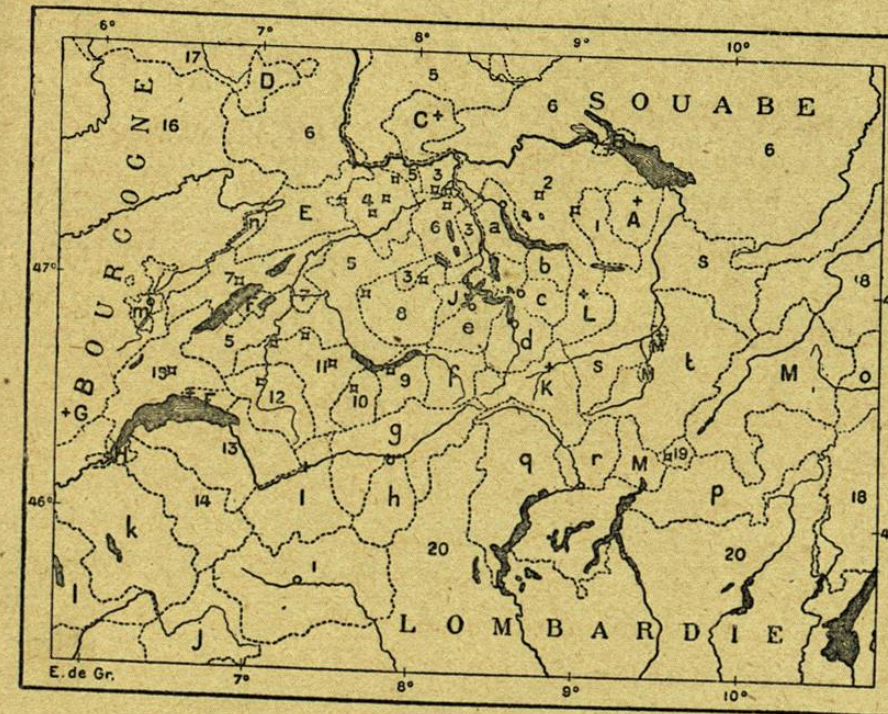 6° 7° 8° 9° 10°
17 D 5
16 6 C+ 6 SOUABE
6
BOURGOGNE
5 3 2 B
4 A
E 1
n 6 3 a
47° 5 b s
7 3 c 18
m r 7 J L
8 e d
5 M
11 s t M o
13 9 f K M
10
12
+G F g
H 13 q r M 19
p
46° 14 I h 18
k 20 20
l i
J LOMBARDIE
E. de Gr.
7° 8° 9° 10°